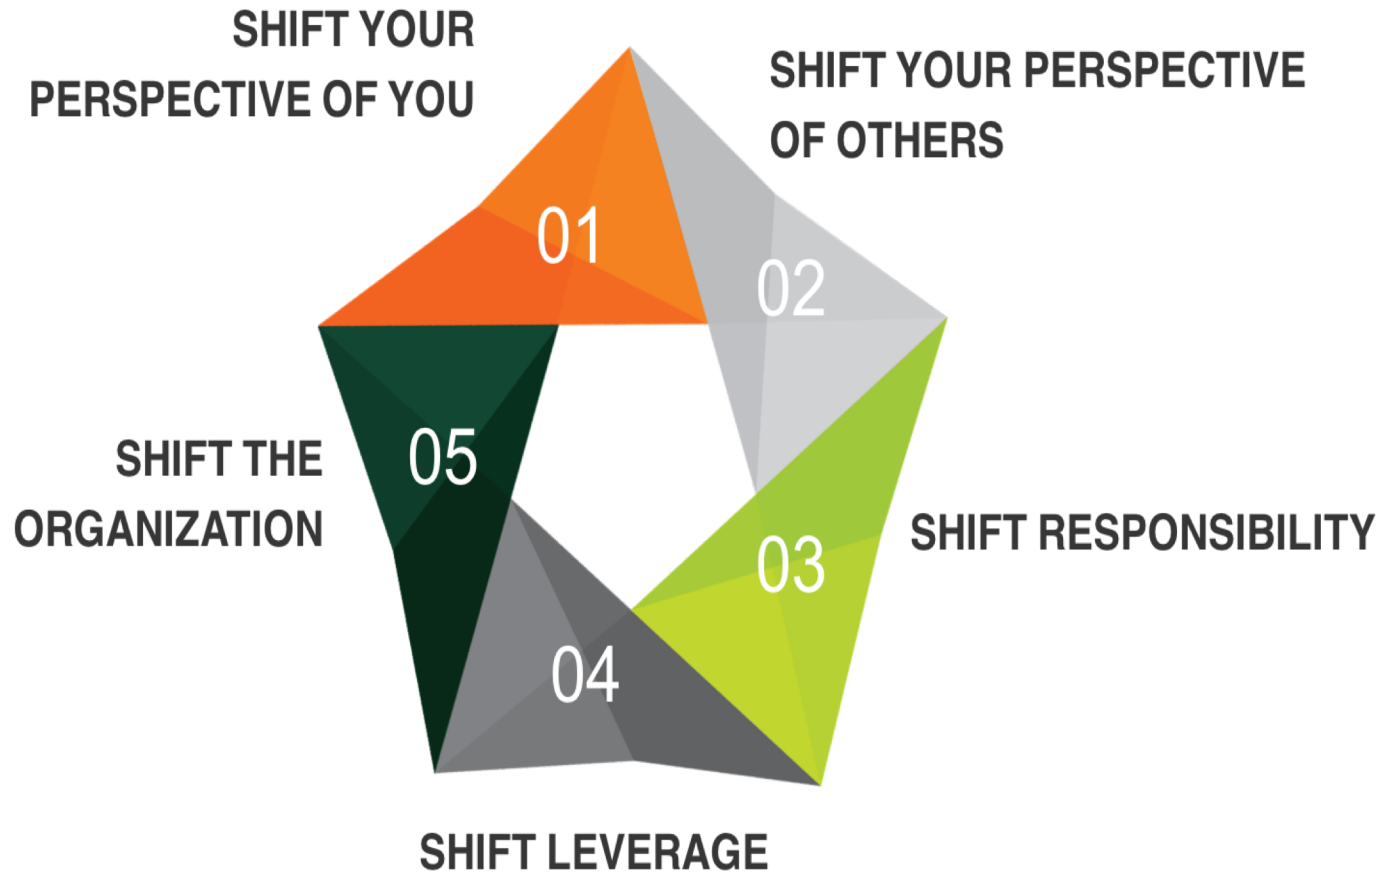 SHIFT YOUR
PERSPECTIVE OF YOU
SHIFT YOUR PERSPECTIVE
OF OTHERS
01
02
SHIFT THE
ORGANIZATION
05
03
SHIFT RESPONSIBILITY
04
SHIFT LEVERAGE